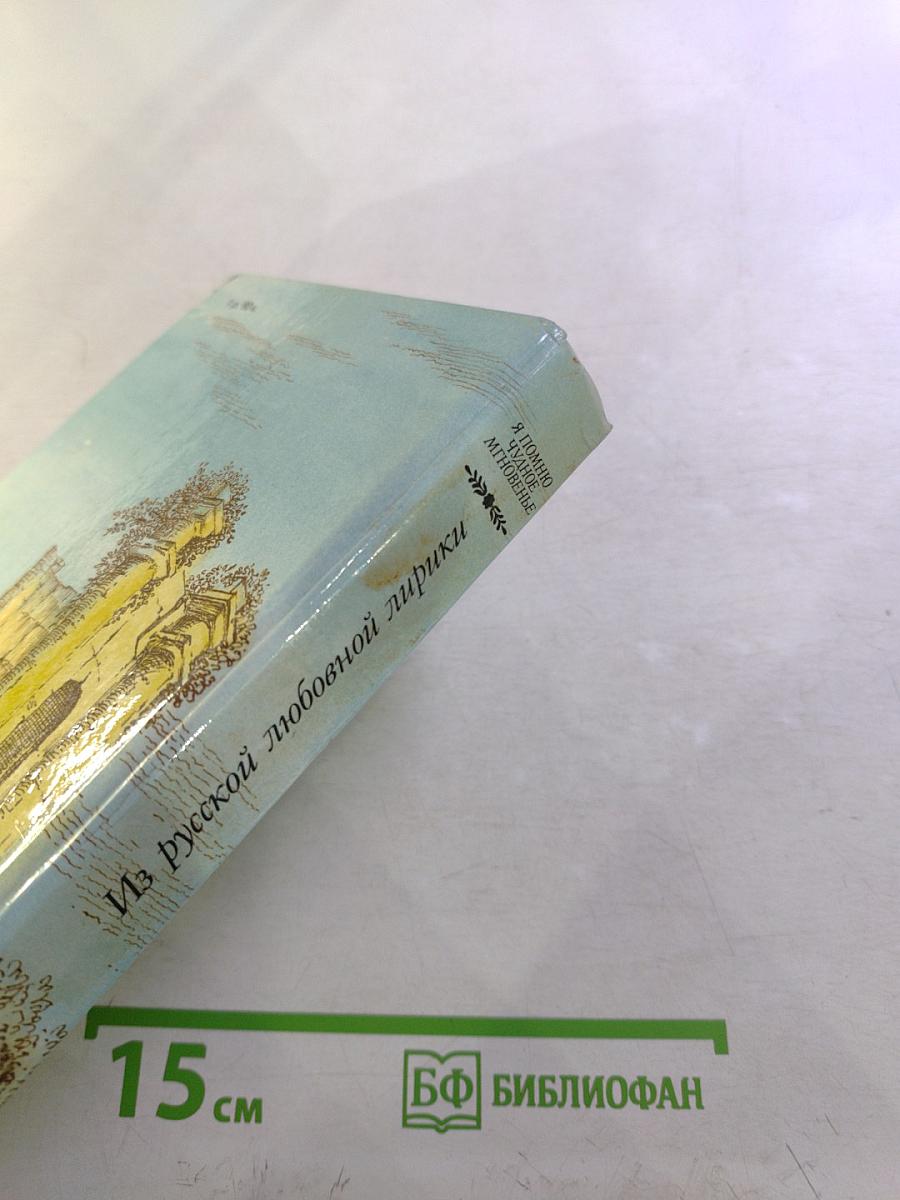 Я ПОМНЮ
ЧУДНОЕ
МГНОВЕНЬЕ
Из русской любовной лирики
15 см
БФ БИБЛИОФАН